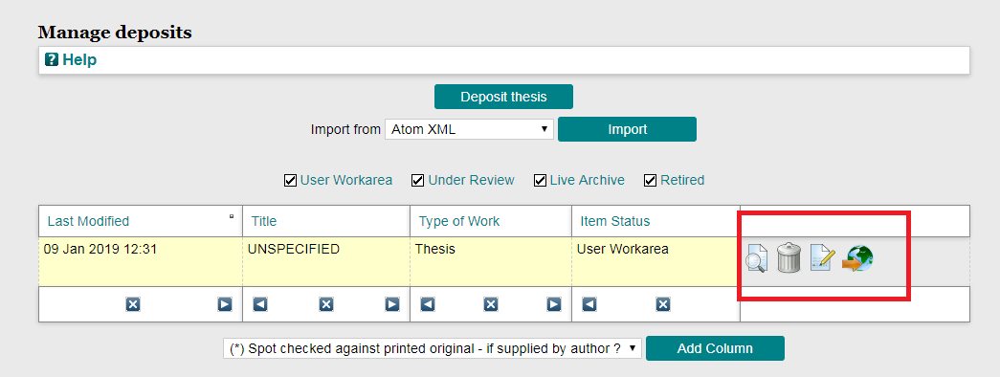 Manage deposits
? Help
Deposit thesis
Import from Atom XML Import
User Workarea Under Review Live Archive Retired
Last Modified Title Type of Work Item Status
09 Jan 2019 12:31 UNSPECIFIED Thesis User Workarea
(*) Spot checked against printed original - if supplied by author ? Add Column